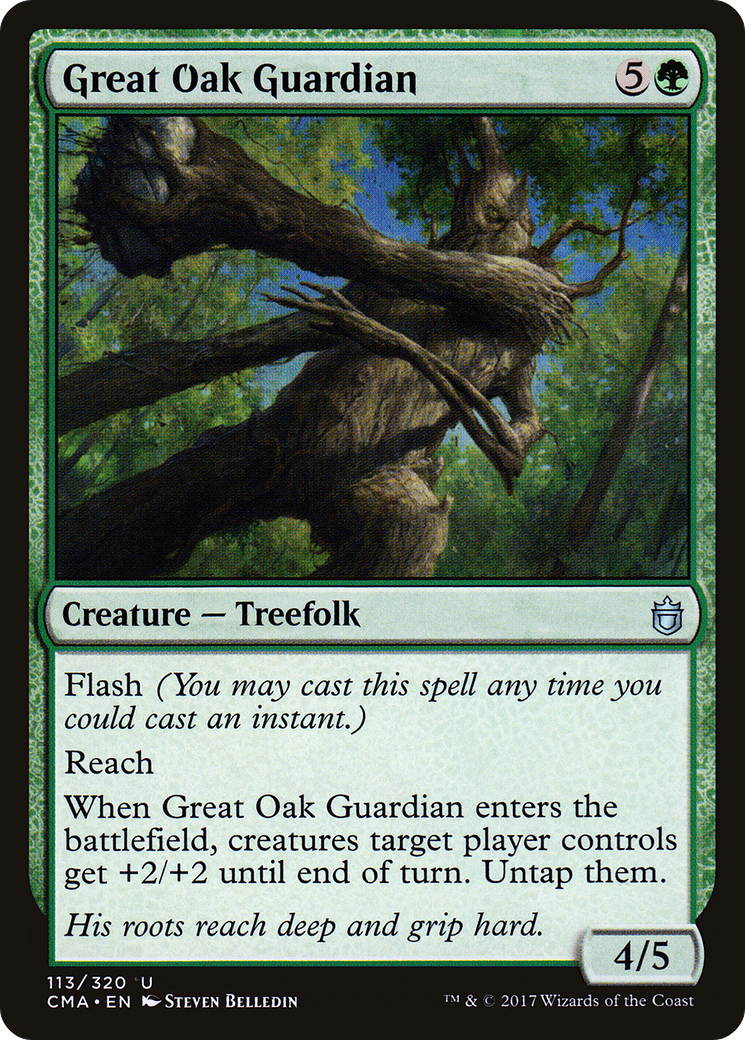 Great Oak Guardian 5
Creature — Treefolk
Flash (You may cast this spell any time you
could cast an instant.)
Reach
When Great Oak Guardian enters the
battlefield, creatures target player controls
get +2/+2 until end of turn. Untap them.
His roots reach deep and grip hard.
4/5
113/320 U
CMA • EN Steven Belledin ™ & © 2017 Wizards of the Coast